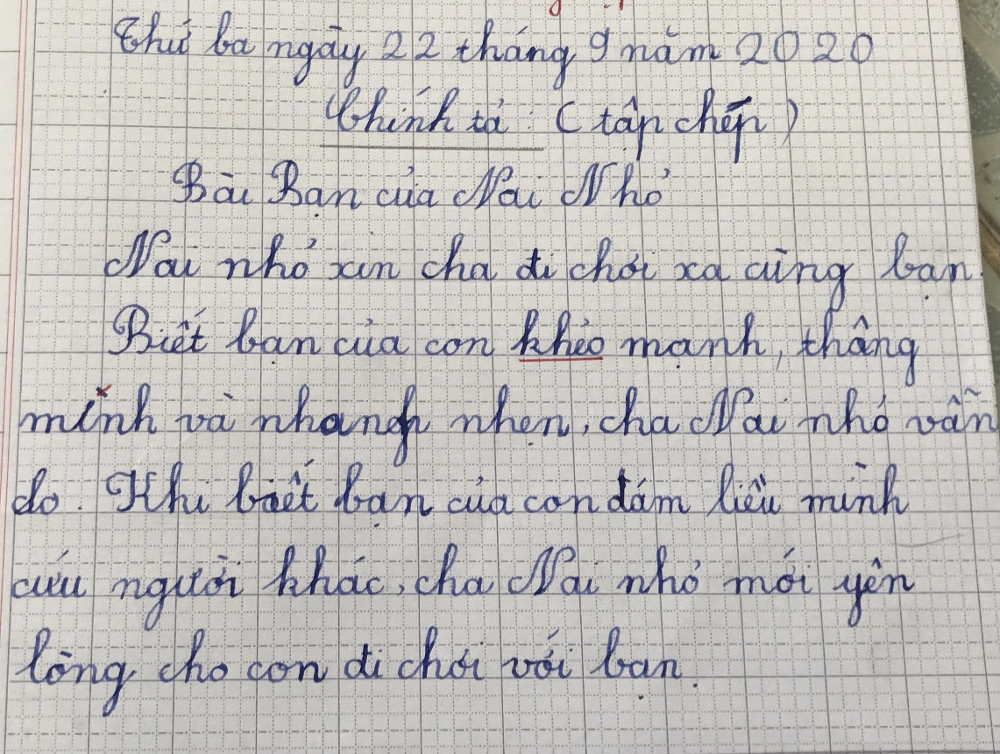 Thứ ba ngày 22 tháng 9 năm 2020
Chính tả: (tập chép)
Bài Bạn của Nai Nhỏ
Nai nhỏ xin cha đi chơi xa cùng bạn.
Biết bạn của con khẻo mạnh, thông
minh và nhanh nhẹn, cha Nai nhỏ vẫn
lo. Khi biết bạn của con dám liều mình
cứu người khác, cha Nai nhỏ mới yên
lòng cho con đi chơi với bạn.